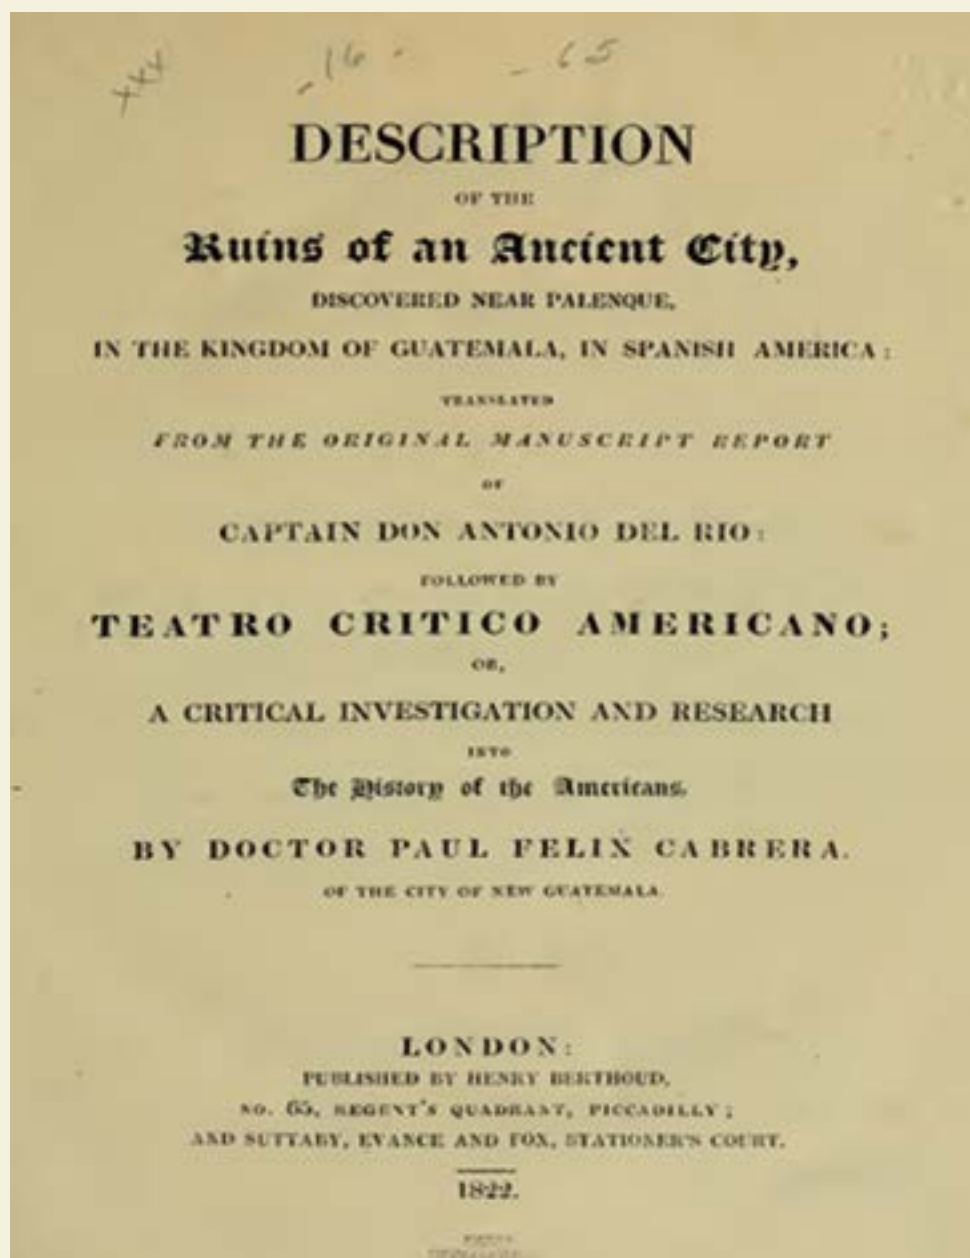 xxx
16 - 65
DESCRIPTION
OF THE
Ruins of an Ancient City,
DISCOVERED NEAR PALENQUE,
IN THE KINGDOM OF GUATEMALA, IN SPANISH AMERICA:
TRANSLATED
FROM THE ORIGINAL MANUSCRIPT REPORT
OF
CAPTAIN DON ANTONIO DEL RIO:
FOLLOWED BY
TEATRO CRITICO AMERICANO;
OR,
A CRITICAL INVESTIGATION AND RESEARCH
INTO
The History of the Americans.
BY DOCTOR PAUL FELIX CABRERA.
OF THE CITY OF NEW GUATEMALA.
LONDON:
PUBLISHED BY HENRY BERTHOUD,
NO. 65, REGENT'S QUADRANT, PICCADILLY;
AND SUTTABY, EVANCE AND FOX, STATIONER'S COURT.
1822.